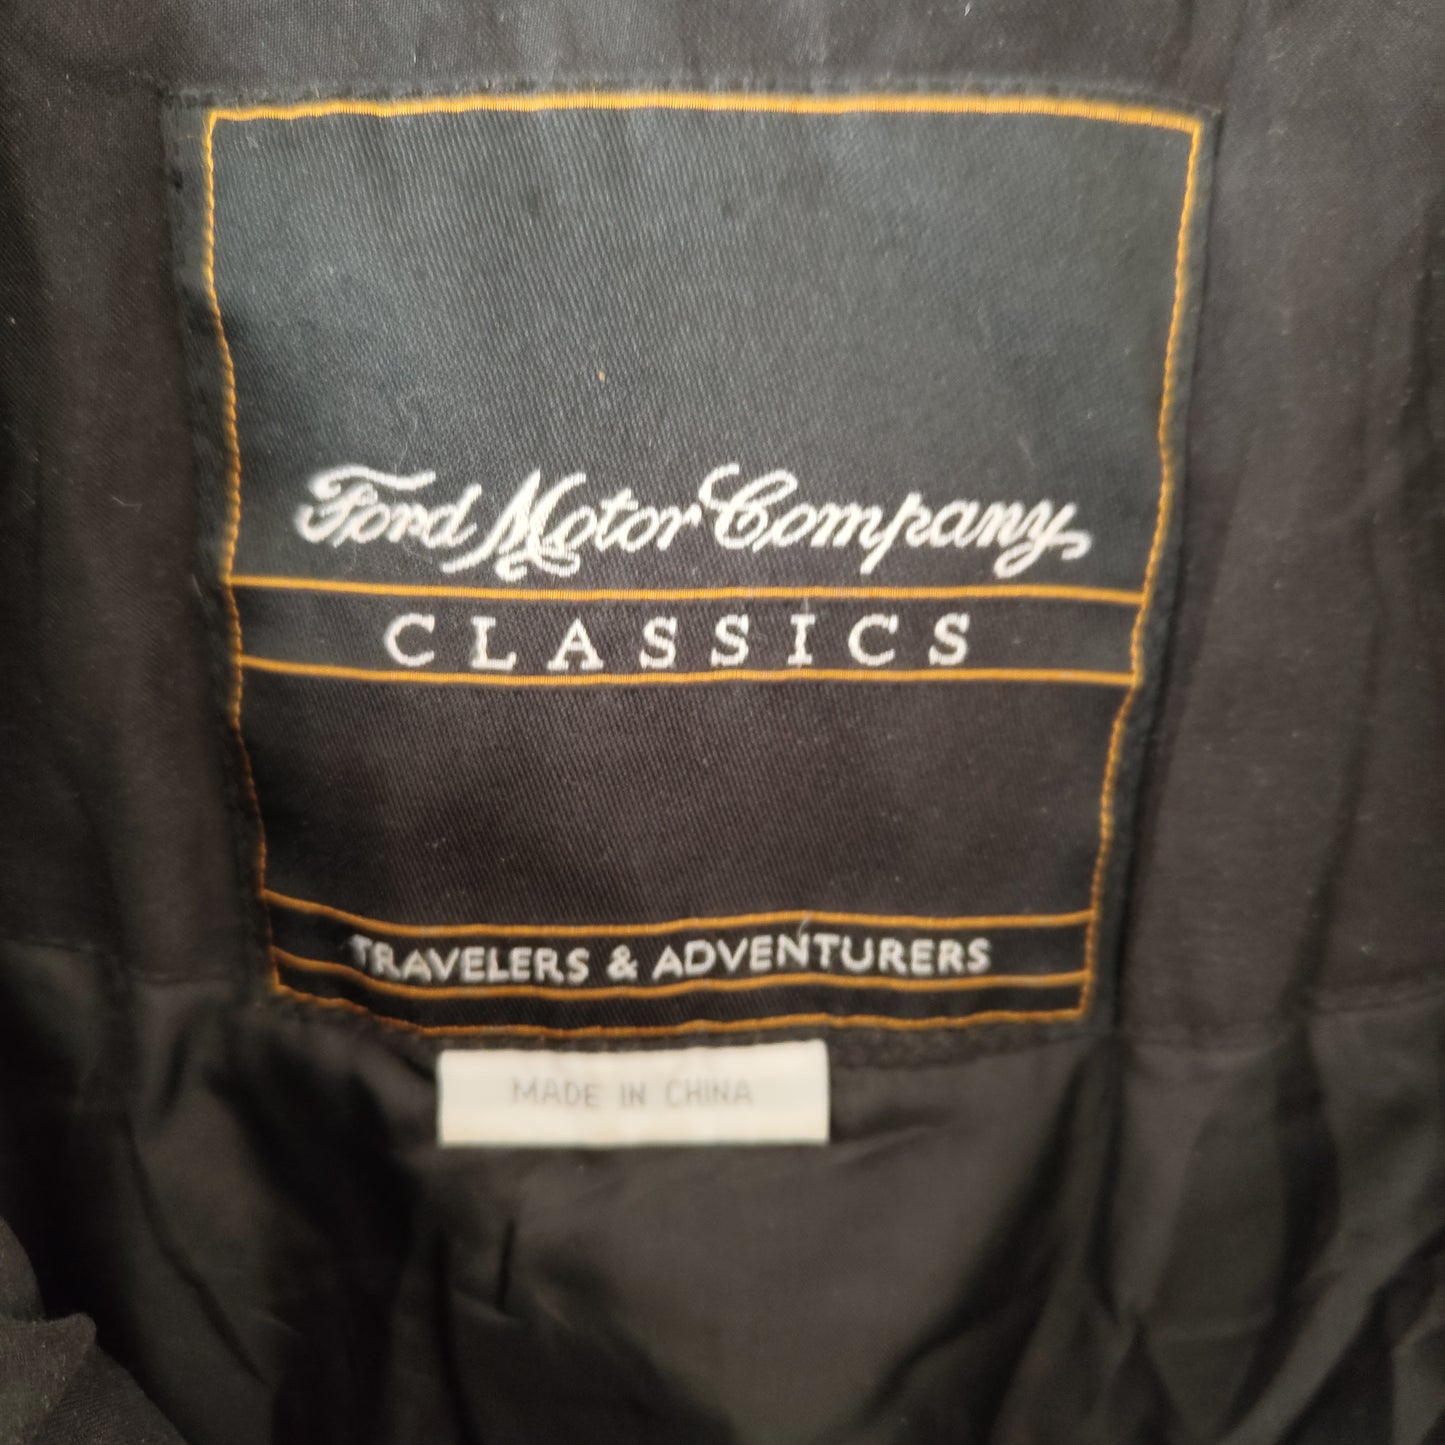 Ford Motor Company
CLASSICS
TRAVELERS & ADVENTURERS
MADE IN CHINA